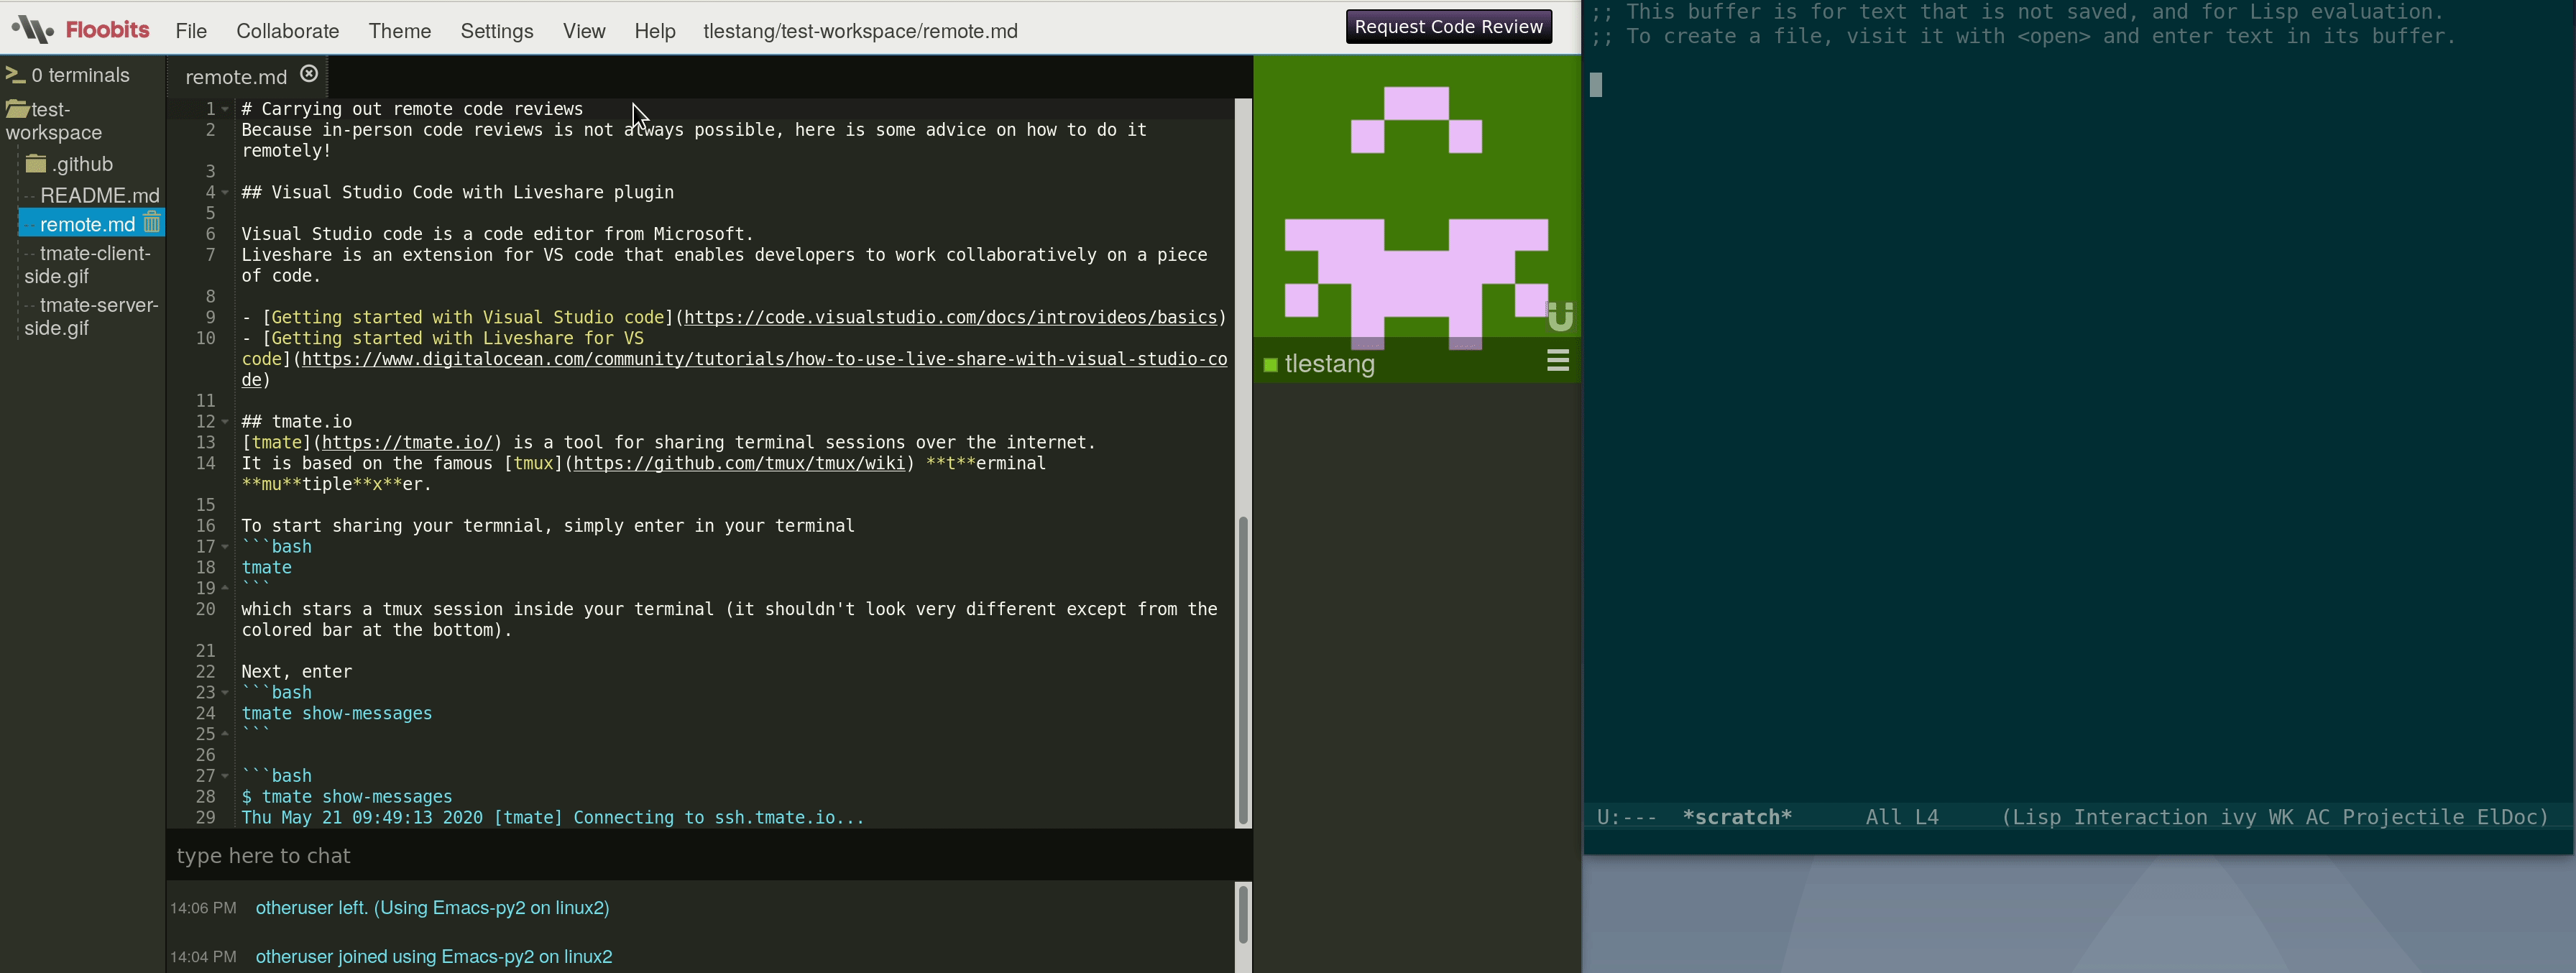 Floobits File Collaborate Theme Settings View Help tlestang/test-workspace/remote.md Request Code Review
0 terminals
test-
workspace
.github
README.md
remote.md
tmate-client-
side.gif
tmate-server-
side.gif
remote.md
1 # Carrying out remote code reviews
2 Because in-person code reviews is not always possible, here is some advice on how to do it
remotely!
3
4 ## Visual Studio Code with Liveshare plugin
5
6 Visual Studio code is a code editor from Microsoft.
7 Liveshare is an extension for VS code that enables developers to work collaboratively on a piece
of code.
8
9 - [Getting started with Visual Studio code](https://code.visualstudio.com/docs/introvideos/basics)
10 - [Getting started with Liveshare for VS
code](https://www.digitalocean.com/community/tutorials/how-to-use-live-share-with-visual-studio-co
de)
11
12 ## tmate.io
13 [tmate](https://tmate.io/) is a tool for sharing terminal sessions over the internet.
14 It is based on the famous [tmux](https://github.com/tmux/tmux/wiki) **t**erminal
**mu**tiple**x**er.
15
16 To start sharing your termnial, simply enter in your terminal
17 ```bash
18 tmate
19 ```
20 which stars a tmux session inside your terminal (it shouldn't look very different except from the
colored bar at the bottom).
21
22 Next, enter
23 ```bash
24 tmate show-messages
25 ```
26
27 ```bash
28 $ tmate show-messages
29 Thu May 21 09:49:13 2020 [tmate] Connecting to ssh.tmate.io...
type here to chat
14:06 PM otheruser left. (Using Emacs-py2 on linux2)
14:04 PM otheruser joined using Emacs-py2 on linux2
tlestang
;; This buffer is for text that is not saved, and for Lisp evaluation.
;; To create a file, visit it with <open> and enter text in its buffer.
U:--- *scratch* All L4 (Lisp Interaction ivy WK AC Projectile ElDoc)